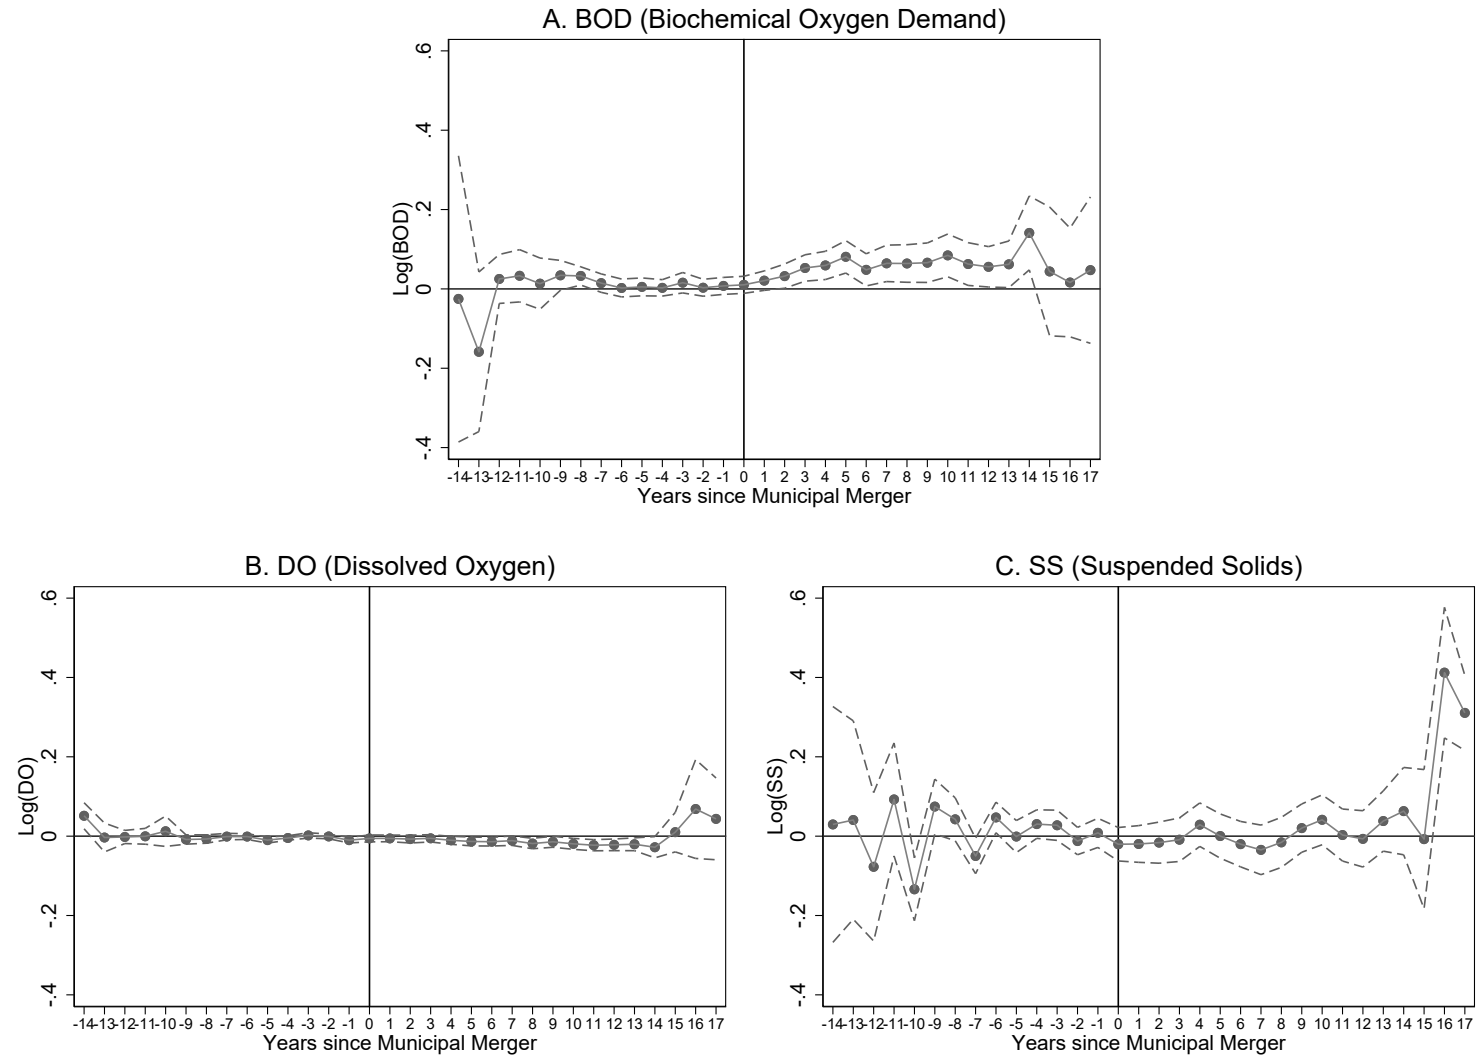 A. BOD (Biochemical Oxygen Demand)
.6
.4
.2
0
-.2
-.4
Log(BOD)
-14 -13 -12 -11 -10 -9 -8 -7 -6 -5 -4 -3 -2 -1 0 1 2 3 4 5 6 7 8 9 10 11 12 13 14 15 16 17
Years since Municipal Merger
B. DO (Dissolved Oxygen)
.6
.4
.2
0
-.2
-.4
Log(DO)
-14 -13 -12 -11 -10 -9 -8 -7 -6 -5 -4 -3 -2 -1 0 1 2 3 4 5 6 7 8 9 10 11 12 13 14 15 16 17
Years since Municipal Merger
C. SS (Suspended Solids)
.6
.4
.2
0
-.2
-.4
Log(SS)
-14 -13 -12 -11 -10 -9 -8 -7 -6 -5 -4 -3 -2 -1 0 1 2 3 4 5 6 7 8 9 10 11 12 13 14 15 16 17
Years since Municipal Merger